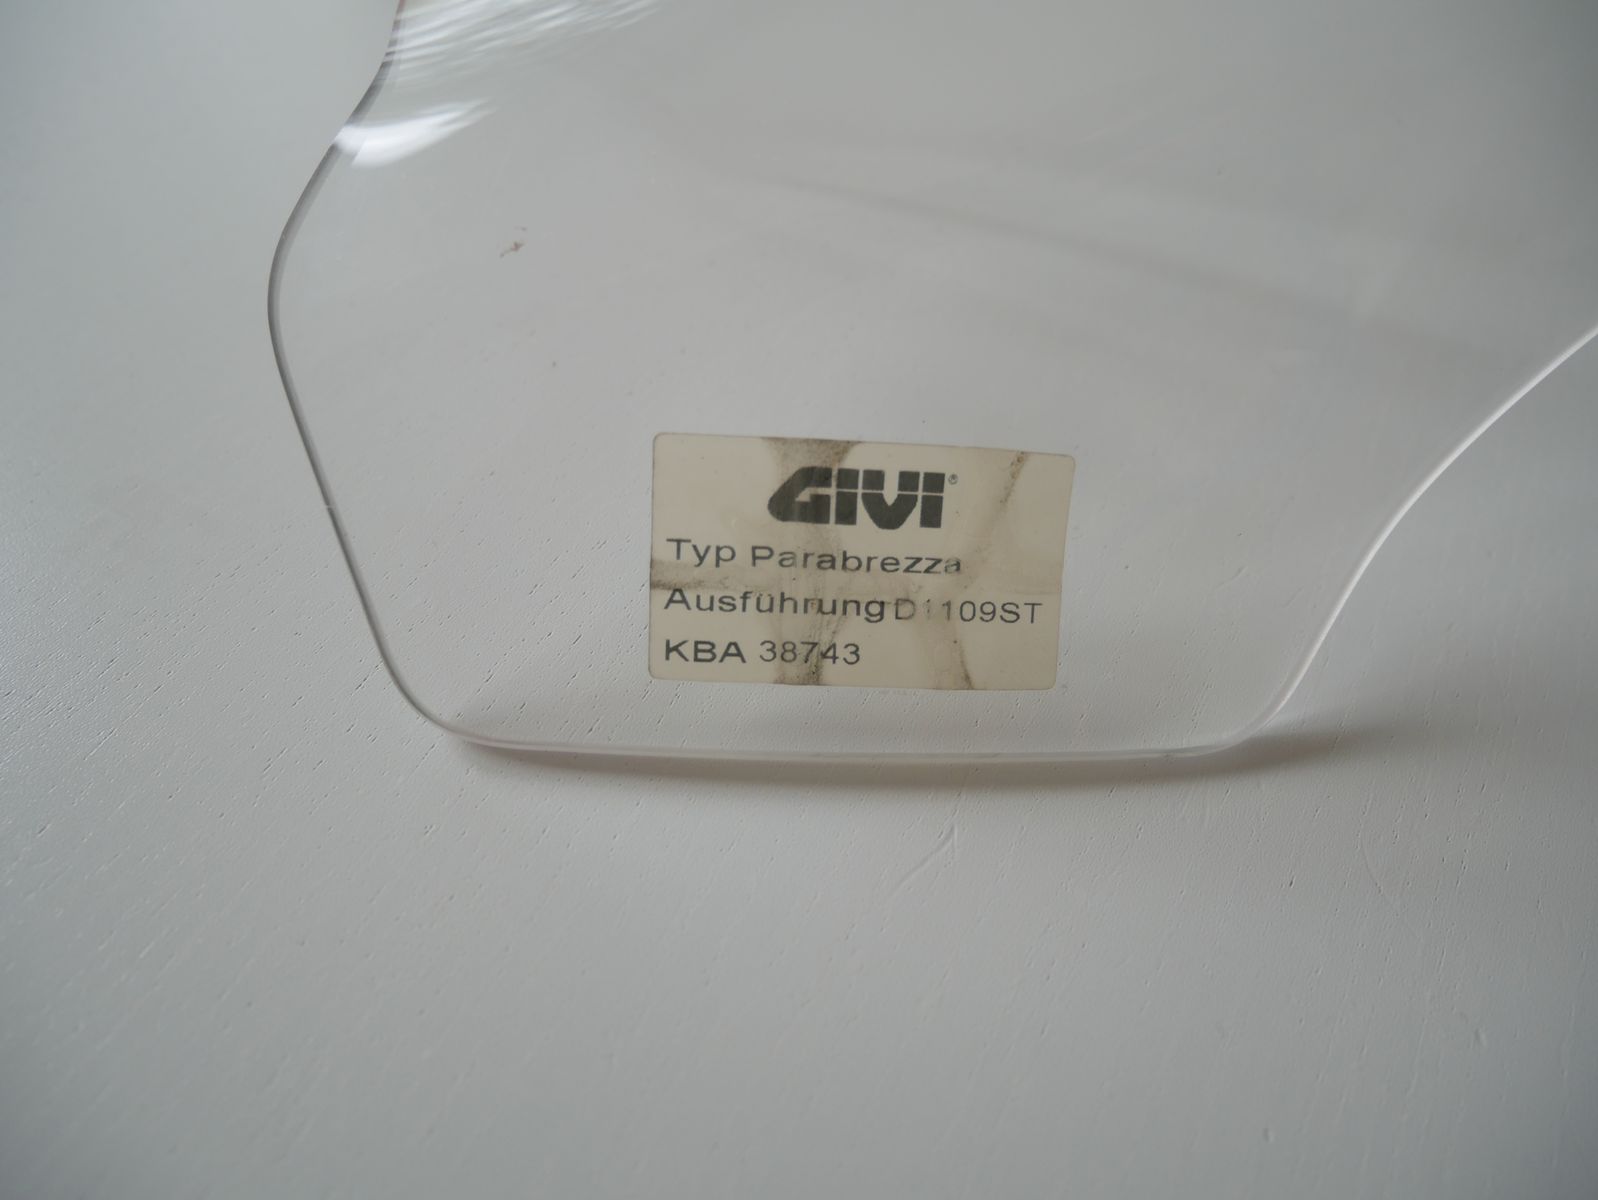 GIVI®
Typ Parabrezza
Ausführung D1109ST
KBA 38743